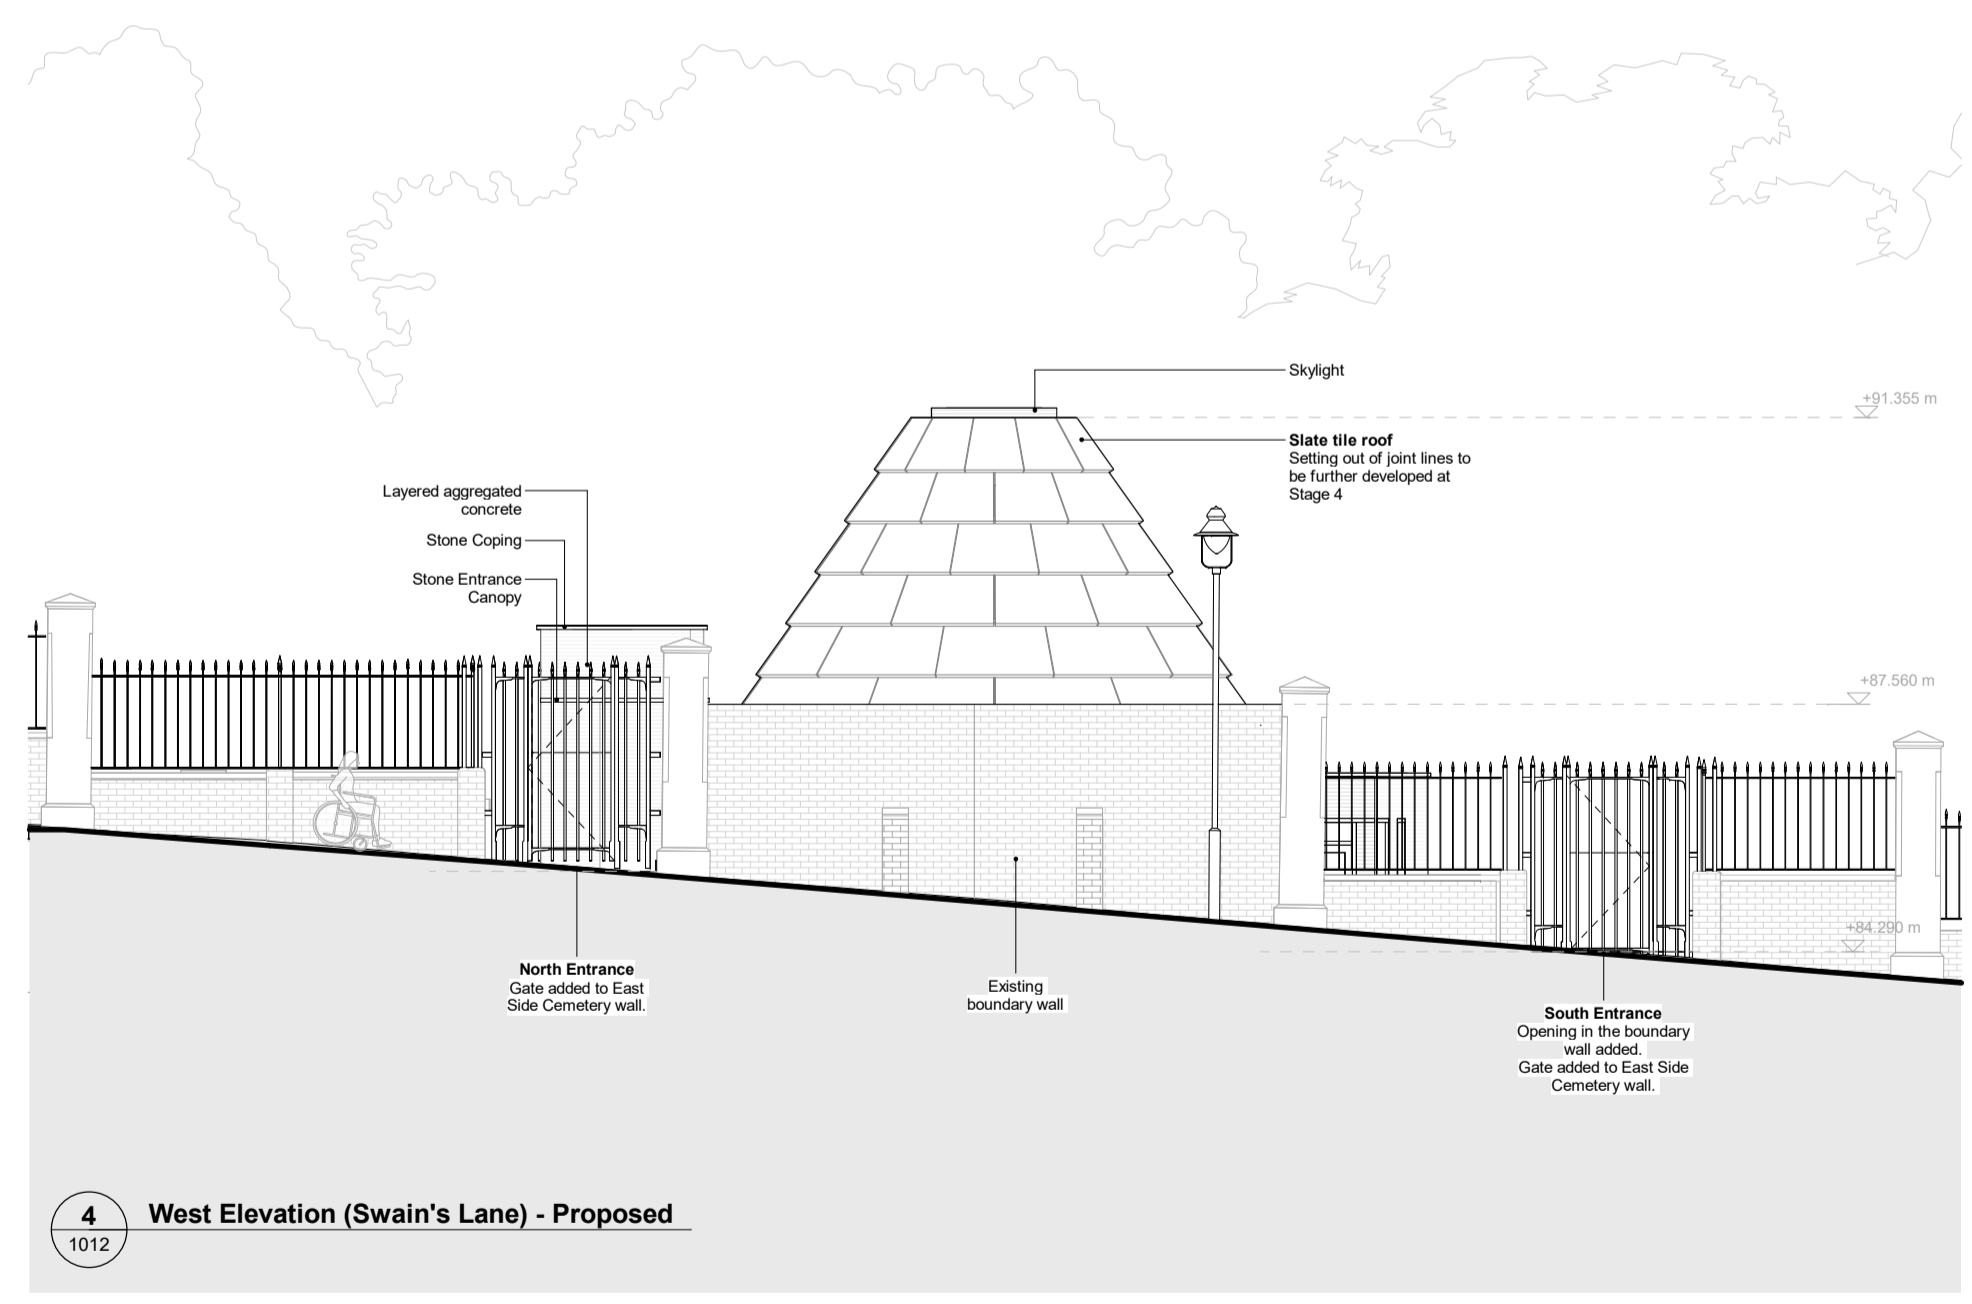 Skylight
+91.355 m
Slate tile roof
Setting out of joint lines to
be further developed at
Stage 4
Layered aggregated
concrete
Stone Coping
Stone Entrance
Canopy
+87.560 m
+84.290 m
North Entrance
Gate added to East
Side Cemetery wall.
Existing
boundary wall
South Entrance
Opening in the boundary
wall added.
Gate added to East Side
Cemetery wall.
4
1012
West Elevation (Swain's Lane) - Proposed